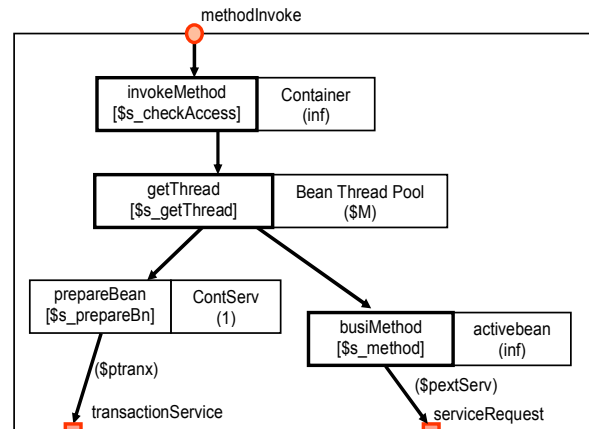 methodInvoke
invokeMethod
[$s_checkAccess]
Container
(inf)
getThread
[$s_getThread]
Bean Thread Pool
($M)
prepareBean
[$s_prepareBn]
ContServ
(1)
busiMethod
[$s_method]
activebean
(inf)
($ptranx)
($pextServ)
transactionService
serviceRequest